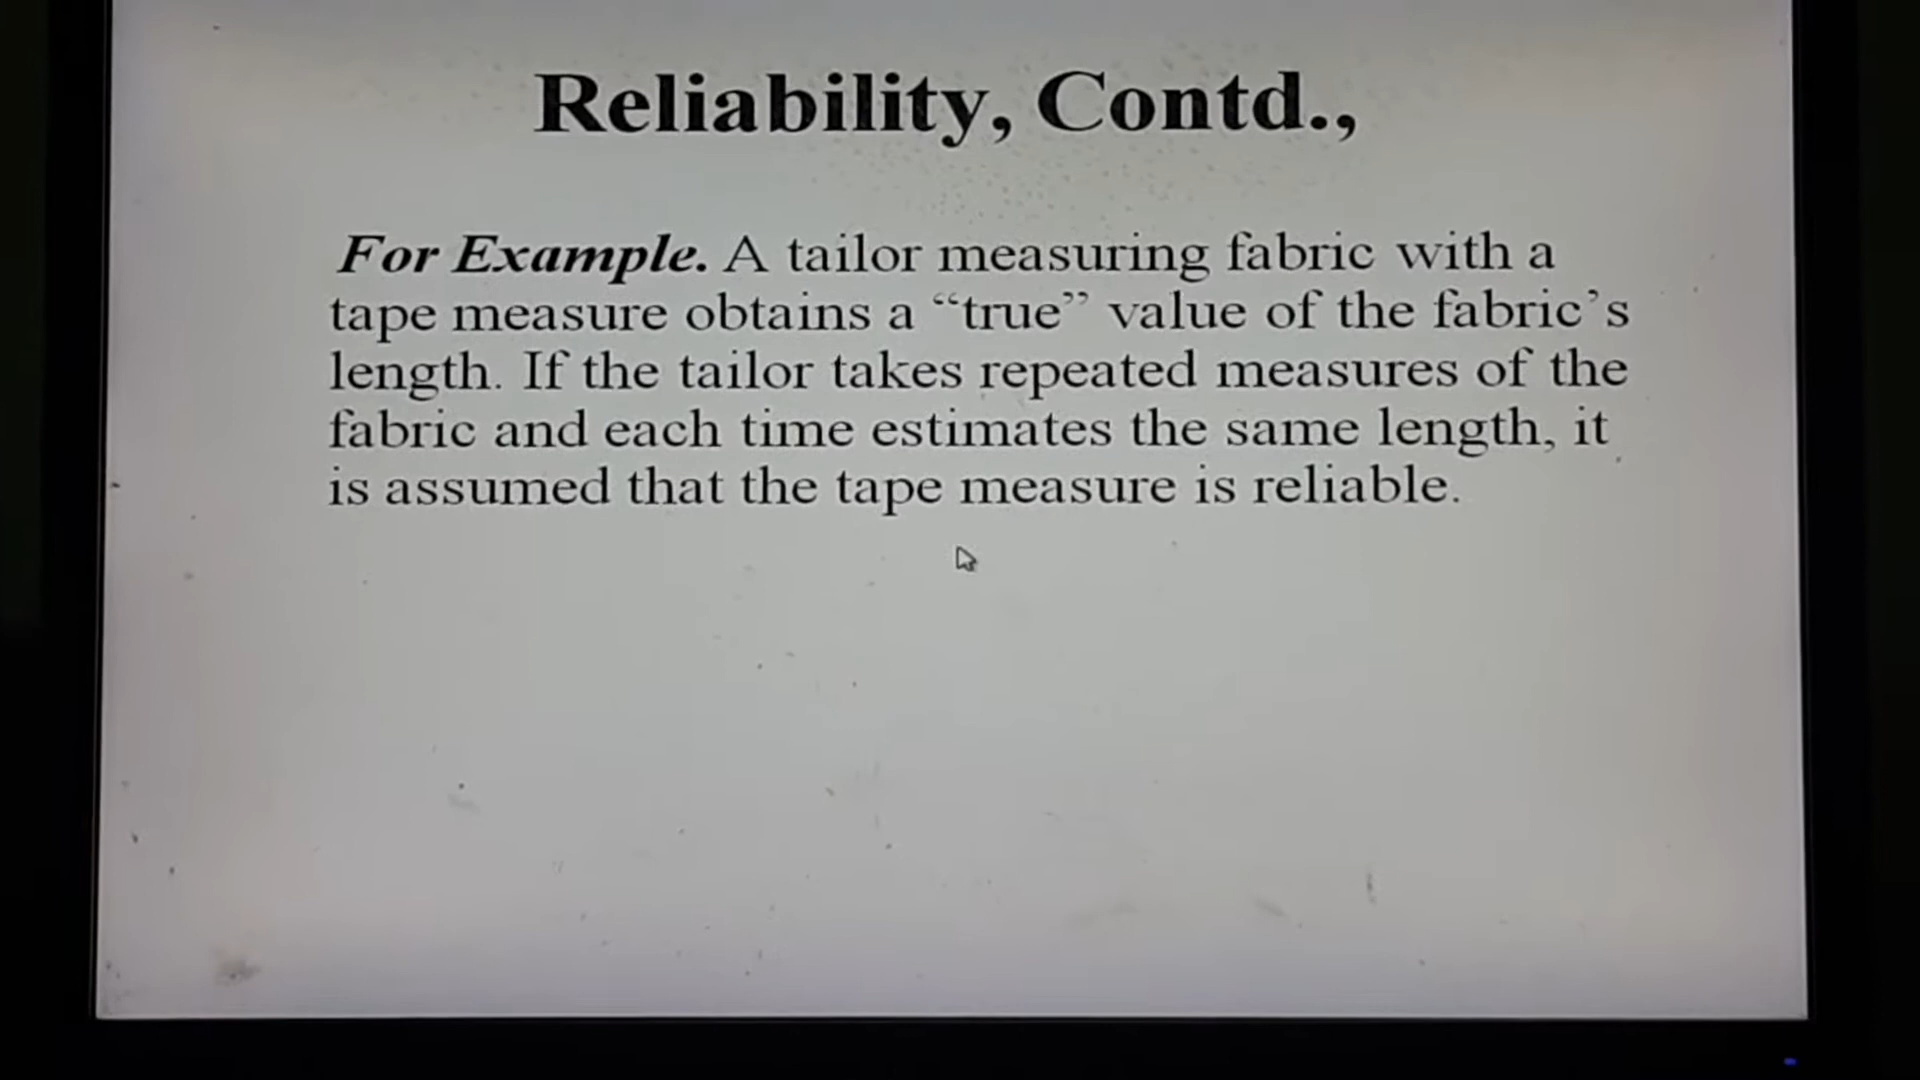 Reliability, Contd.,
For Example. A tailor measuring fabric with a
tape measure obtains a “true” value of the fabric’s
length. If the tailor takes repeated measures of the
fabric and each time estimates the same length, it
is assumed that the tape measure is reliable.